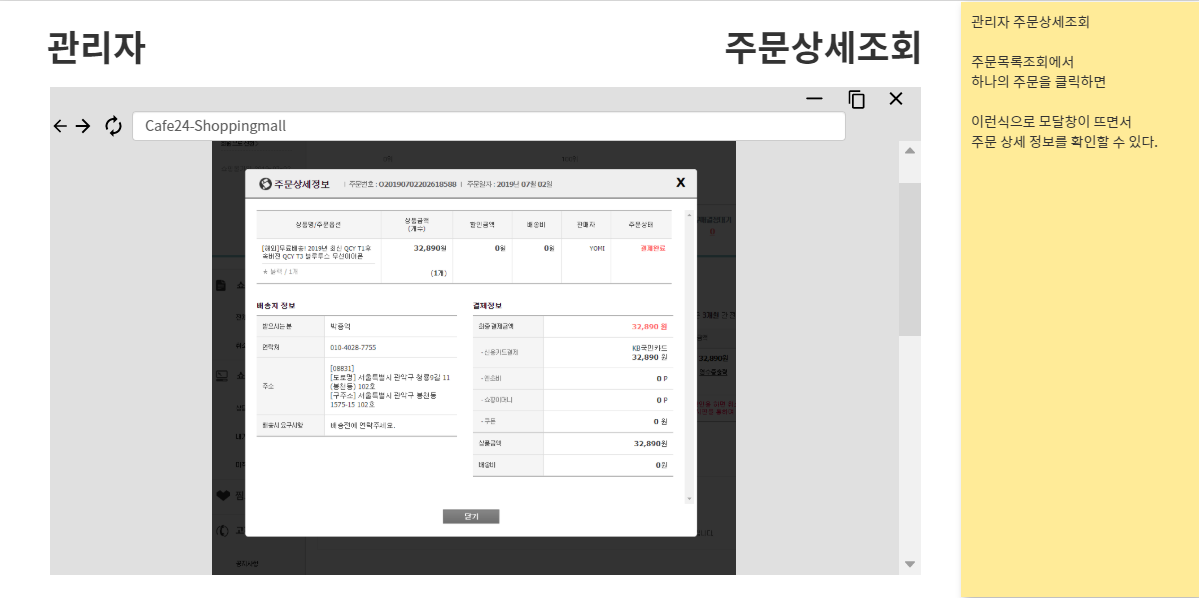 관리자
주문상세조회
Cafe24-Shoppingmall
주문상세정보 | 주문번호 : O201907022026185​88 | 주문일자 : 2019년 07월 02일 X
상품명/주문옵션 상품금액 (개수) 할인금액 배송비 판매자 주문상태
[해외]무료배송! 2019년 최신 QCY T1후
속버전 QCY T3 블루투스 무선이어폰
32,890원 0원 0원 YOMI 결제완료
★ 블랙 / 1개
(1개)
배송지 정보
받으시는 분
연락처 010-4028-7755
주소
[08831]
[도로명] 서울특별시 관악구 청룡9길 11
(봉천동) 102호
[구주소] 서울특별시 관악구 봉천동
1575-15 102호
배송시 요구사항 배송전에 연락주세요.
결제정보
최종결제금액 32,890 원
- 신용카드결제 KB국민카드
32,890 원
0 P
- 쇼핑머니 0 P
- 쿠폰 0 원
상품금액 32,890원
배송비 0원
닫기
공지사항
관리자 주문상세조회
주문목록조회에서
하나의 주문을 클릭하면
이런식으로 모달창이 뜨면서
주문 상세 정보를 확인할 수 있다.